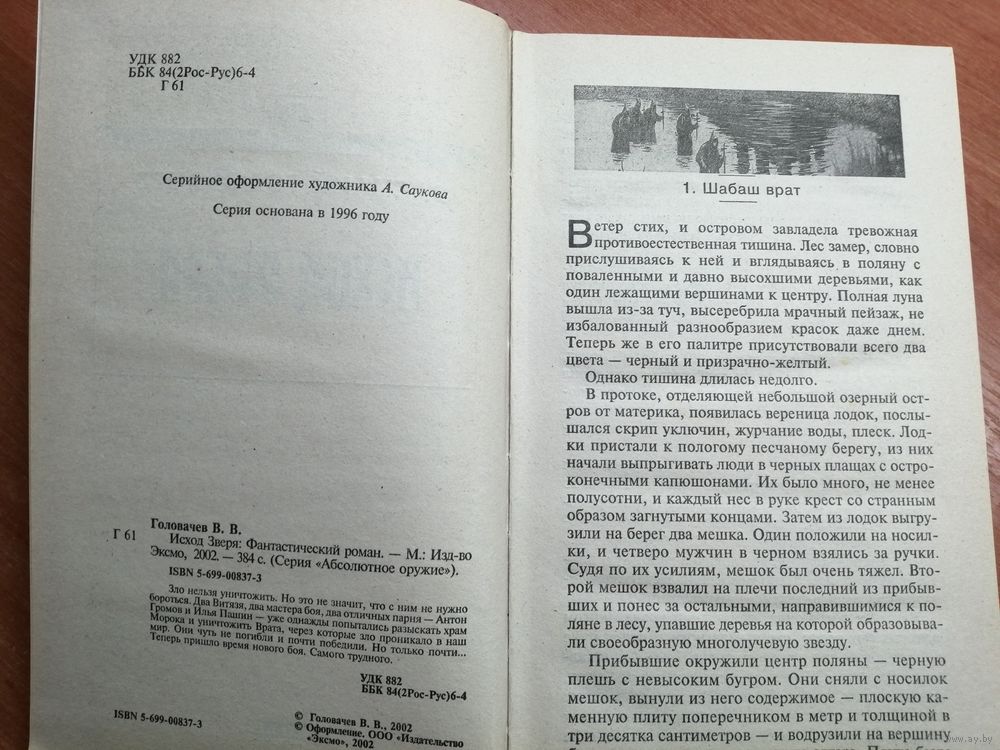 УДК 882
ББК 84(2Рос-Рус)6-4
Г 61
Серийное оформление художника А. Саукова
Серия основана в 1996 году
Головачев В. В.
Г 61
Исход Зверя: Фантастический роман. — М.: Изд-во
Эксмо, 2002. — 384 с. (Серия «Абсолютное оружие»).
ISBN 5-699-00837-3
Зло нельзя уничтожить. Но это не значит, что с ним не нужно
бороться. Два Витязя, два мастера боя, два отличных парня — Антон
Громов и Илья Пашин — уже однажды попытались разыскать храм
Морока и уничтожить Врата, через которые зло проникало в наш
мир. Они чуть не погибли и почти победили. Но только почти...
Теперь пришло время нового боя. Самого трудного.
УДК 882
ББК 84(2Рос-Рус)6-4
ISBN 5-699-00837-3
© Головачев В. В., 2002
© Оформление. ООО «Издательство
«Эксмо», 2002
1. Шабаш врат
Ветер стих, и островом завладела тревожная
противоестественная тишина. Лес замер, словно
прислушиваясь к ней и вглядываясь в поляну с
поваленными и давно высохшими деревьями, как
один лежащими вершинами к центру. Полная луна
вышла из-за туч, высеребрила мрачный пейзаж, не
избалованный разнообразием красок даже днем.
Теперь же в его палитре присутствовали всего два
цвета — черный и призрачно-желтый.
Однако тишина длилась недолго.
В протоке, отделяющей небольшой озерный ост-
ров от материка, появилась вереница лодок, послы-
шался скрип уключин, журчание воды, плеск. Лод-
ки пристали к пологому песчаному берегу, из них
начали выпрыгивать люди в черных плащах с остро-
конечными капюшонами. Их было много, не менее
полусотни, и каждый нес в руке крест со странным
образом загнутыми концами. Затем из лодок выгру-
зили на берег два мешка. Один положили на носил-
ки, и четверо мужчин в черном взялись за ручки.
Судя по их усилиям, мешок был очень тяжел. Вто-
рой мешок взвалил на плечи последний из прибыв-
ших и понес за остальными, направившимися к по-
ляне в лесу, упавшие деревья на которой образовыва-
ли своеобразную многолучевую звезду.
Прибывшие окружили центр поляны — черную
плешь с невысоким бугром. Они сняли с носилок
мешок, вынули из него содержимое — плоскую ка-
менную плиту поперечником в метр и толщиной в
три десятка сантиметров — и водрузили на вершину
www.ay.by